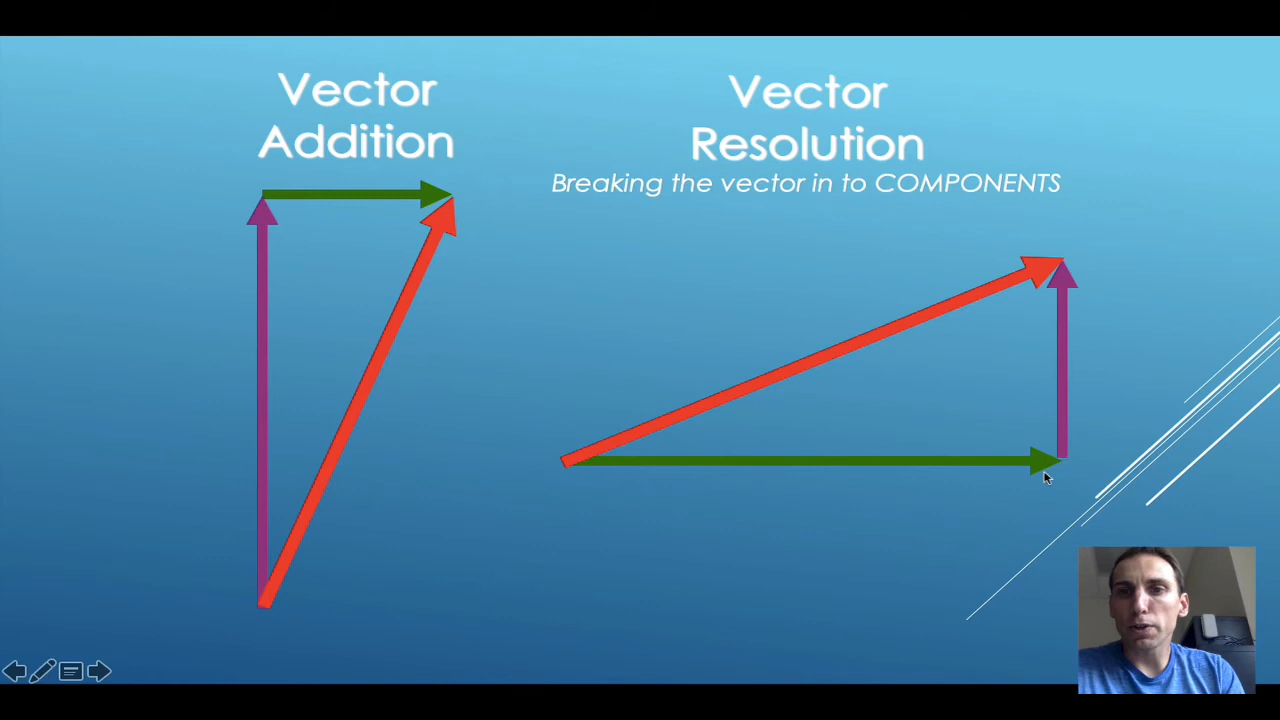 Vector
Addition
Vector
Resolution
Breaking the vector in to COMPONENTS